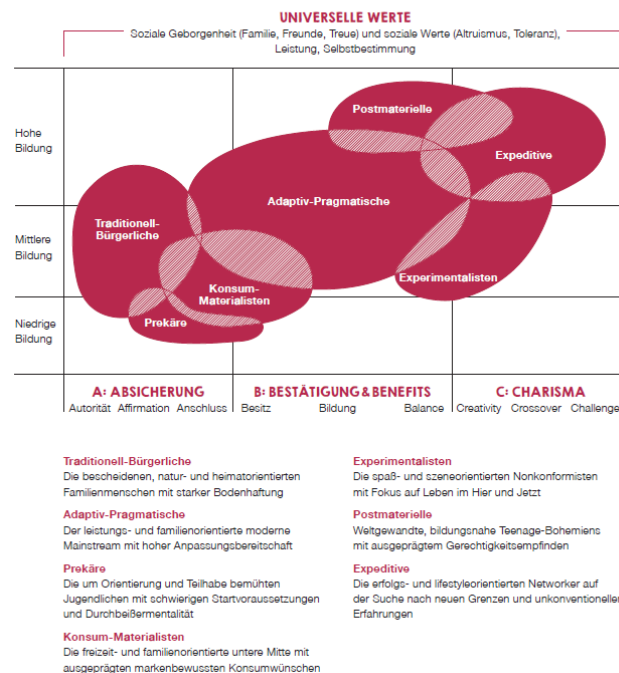 UNIVERSELLE WERTE
Soziale Geborgenheit (Familie, Freunde, Treue) und soziale Werte (Altruismus, Toleranz),
Leistung, Selbstbestimmung
Hohe
Bildung
Mittlere
Bildung
Niedrige
Bildung
Postmaterielle
Expeditive
Adaptiv-Pragmatische
Traditionell-
Bürgerliche
Experimentalisten
Konsum-
Materialisten
Prekäre
A: ABSICHERUNG
B: BESTÄTIGUNG & BENEFITS
C: CHARISMA
Autorität Affirmation Anschluss
Besitz Bildung Balance
Creativity Crossover Challenge
Traditionell-Bürgerliche
Die bescheidenen, natur- und heimatorientierten
Familienmenschen mit starker Bodenhaftung
Adaptiv-Pragmatische
Der leistungs- und familienorientierte moderne
Mainstream mit hoher Anpassungsbereitschaft
Prekäre
Die um Orientierung und Teilhabe bemühten
Jugendlichen mit schwierigen Startvoraussetzungen
und Durchbeißermentalität
Konsum-Materialisten
Die freizeit- und familienorientierte untere Mitte mit
ausgeprägten markenbewussten Konsumwünschen
Experimentalisten
Die spaß- und szeneorientierten Nonkonformisten
mit Fokus auf Leben im Hier und Jetzt
Postmaterielle
Weltgewandte, bildungsnahe Teenage-Bohemiens
mit ausgeprägtem Gerechtigkeitsempfinden
Expeditive
Die erfolgs- und lifestyleorientierten Networker auf
der Suche nach neuen Grenzen und unkonventionellen
Erfahrungen